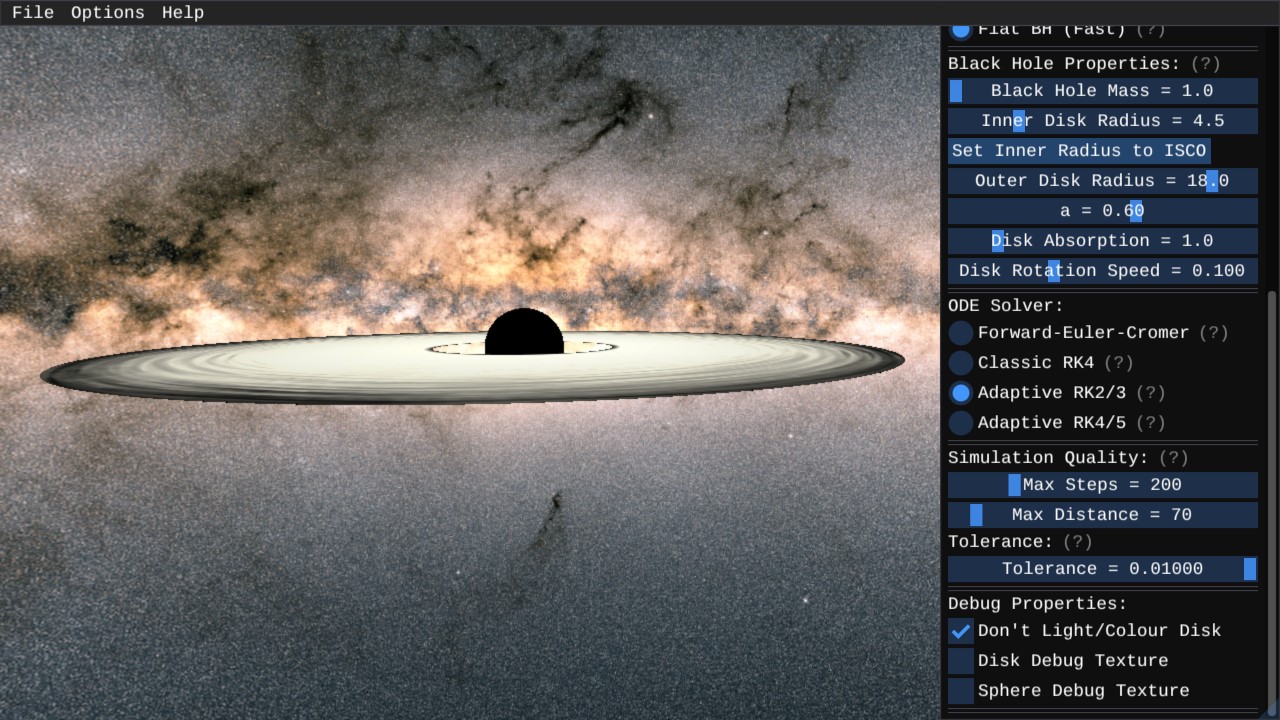 File Options Help
Flat BH (Fast) (?)
Black Hole Properties: (?)
Black Hole Mass = 1.0
Inner Disk Radius = 4.5
Set Inner Radius to ISCO
Outer Disk Radius = 18.0
a = 0.60
Disk Absorption = 1.0
Disk Rotation Speed = 0.100
ODE Solver:
Forward-Euler-Cromer (?)
Classic RK4 (?)
Adaptive RK2/3 (?)
Adaptive RK4/5 (?)
Simulation Quality: (?)
Max Steps = 200
Max Distance = 70
Tolerance: (?)
Tolerance = 0.01000
Debug Properties:
Don't Light/Colour Disk
Disk Debug Texture
Sphere Debug Texture